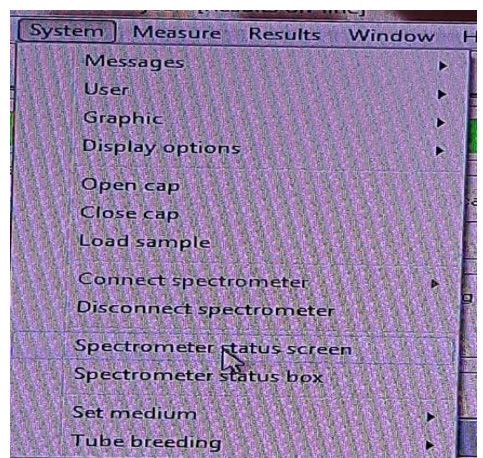 System Measure Results Window H
Messages
User
Graphic
Display options
Open cap
Close cap
Load sample
Connect spectrometer
Disconnect spectrometer
Spectrometer status screen
Spectrometer status box
Set medium
Tube breeding